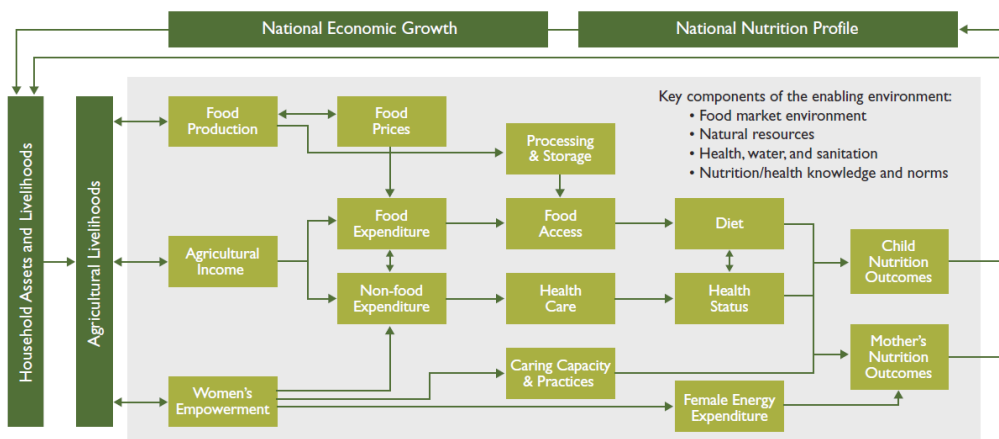 National Economic Growth
National Nutrition Profile
Household Assets and Livelihoods
Agricultural Livelihoods
Food
Production
Food
Prices
Processing
& Storage
Key components of the enabling environment:
• Food market environment
• Natural resources
• Health, water, and sanitation
• Nutrition/health knowledge and norms
Agricultural
Income
Food
Expenditure
Food
Access
Diet
Non-food
Expenditure
Health
Care
Health
Status
Child
Nutrition
Outcomes
Women's
Empowerment
Caring Capacity
& Practices
Female Energy
Expenditure
Mother's
Nutrition
Outcomes